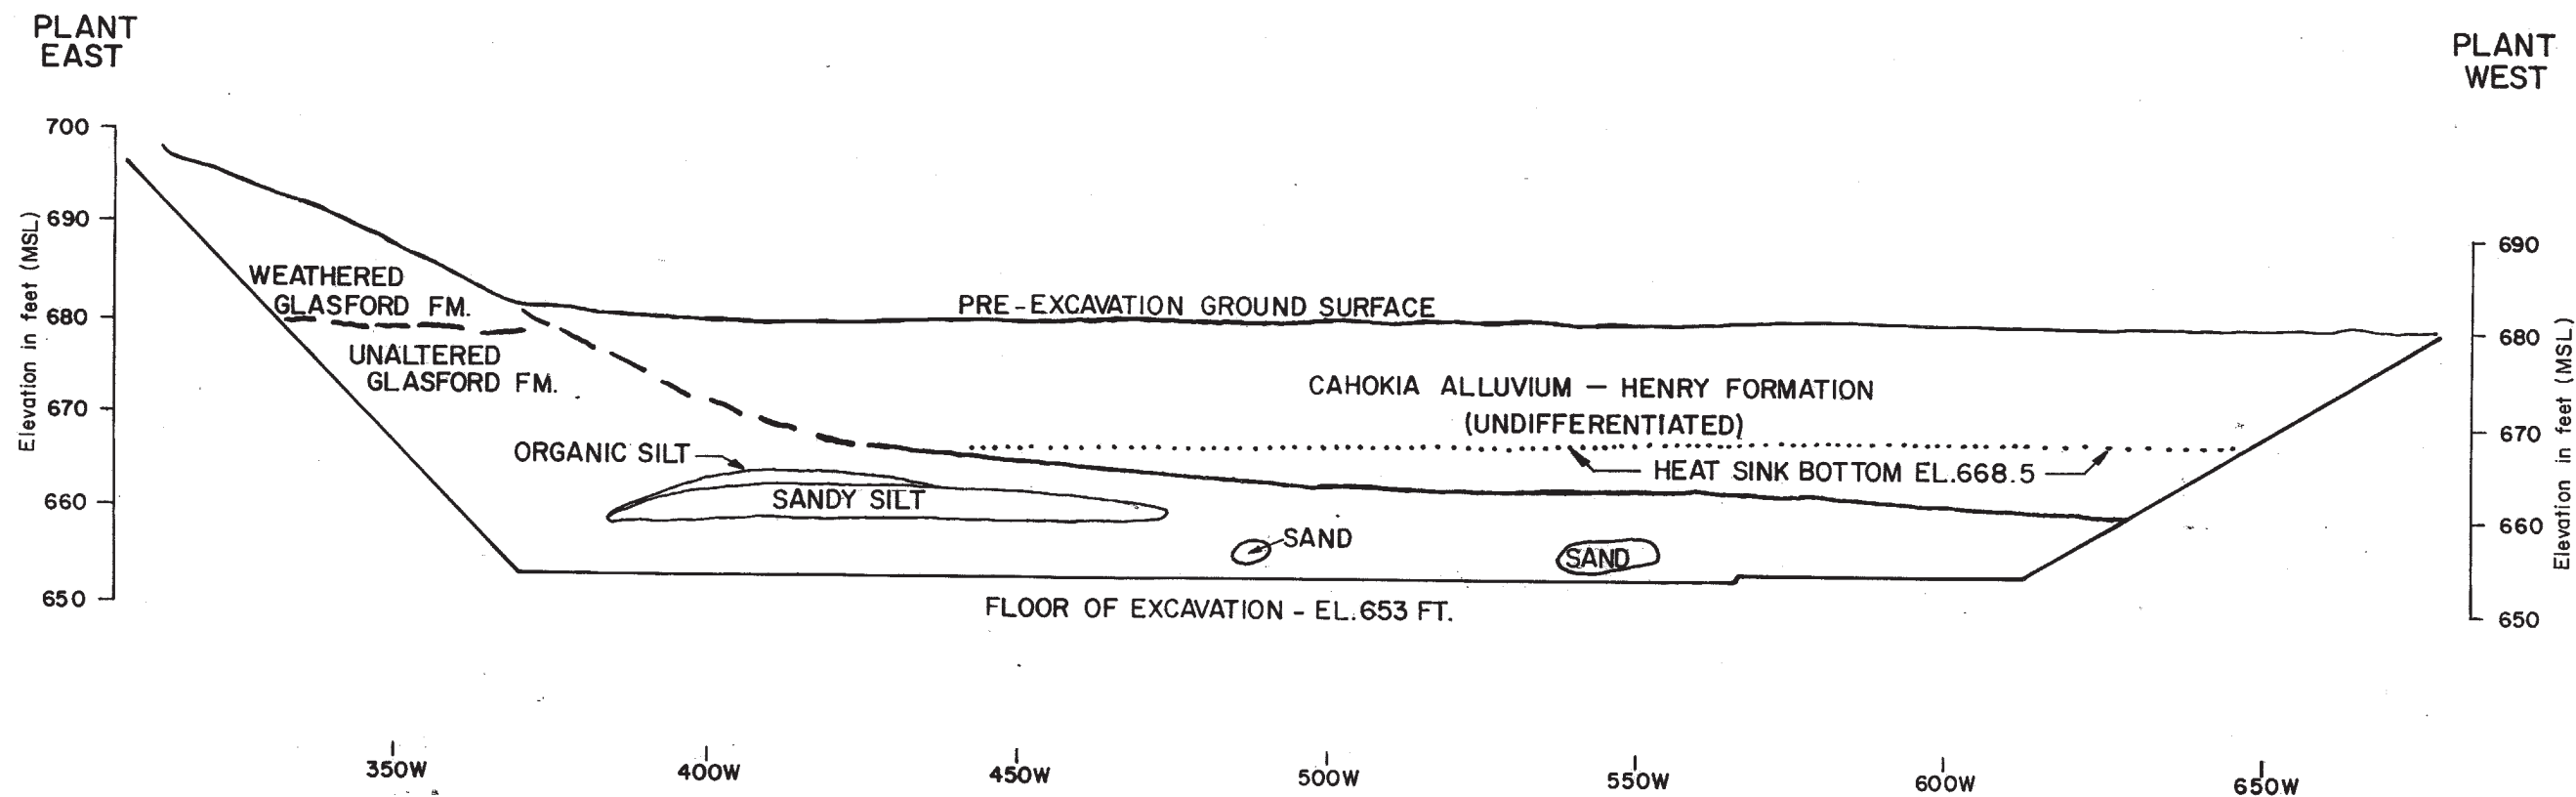 PLANT
EAST
PLANT
WEST
700
690
680
670
660
650
Elevation in feet (MSL)
WEATHERED
GLASFORD FM.
UNALTERED
GLASFORD FM.
PRE-EXCAVATION GROUND SURFACE
CAHOKIA ALLUVIUM — HENRY FORMATION
(UNDIFFERENTIATED)
ORGANIC SILT
HEAT SINK BOTTOM EL.668.5
SANDY SILT
SAND
SAND
FLOOR OF EXCAVATION - EL.653 FT.
690
680
670
660
650
Elevation in feet (MSL)
350W
400W
450W
500W
550W
600W
650W